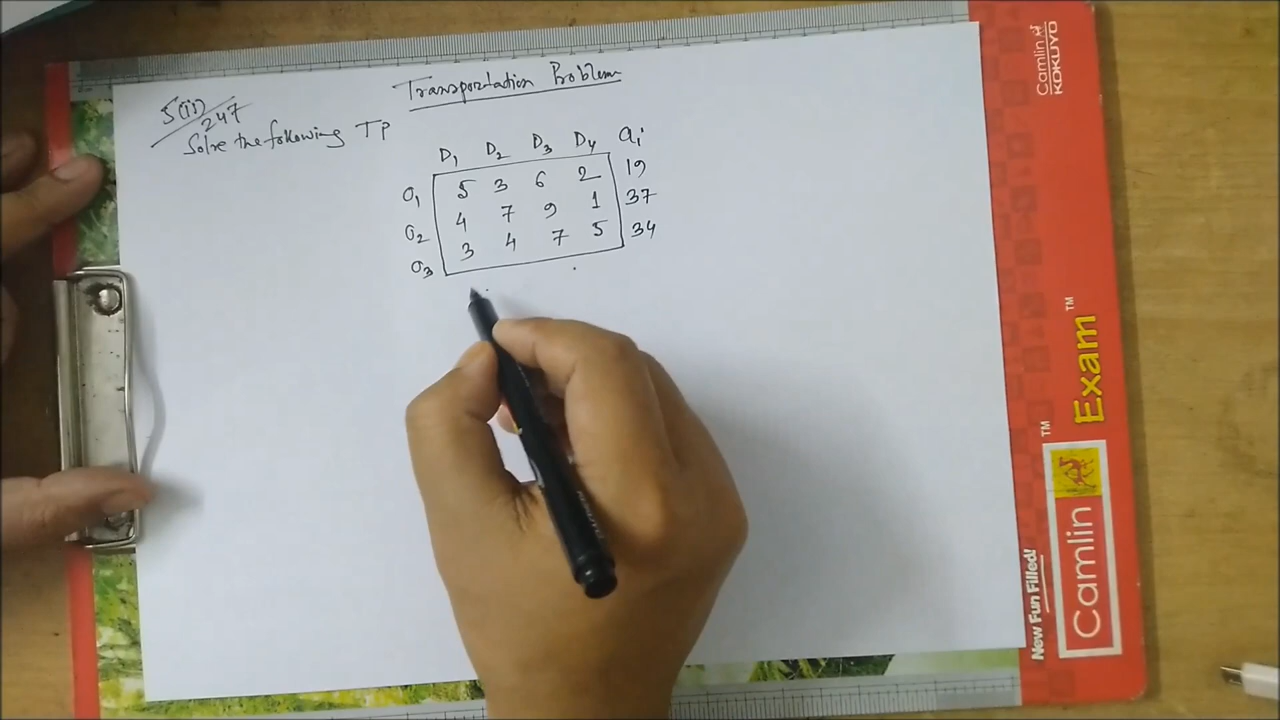 Transportation Problem
5(ii)/247
Solve the following TP
D1 D2 D3 D4 ai
O1 5 3 6 2 19
O2 4 7 9 1 37
O3 3 4 7 5 34
Camlin
KOKUYO
Exam™
Camlin
New Fun Filled!™